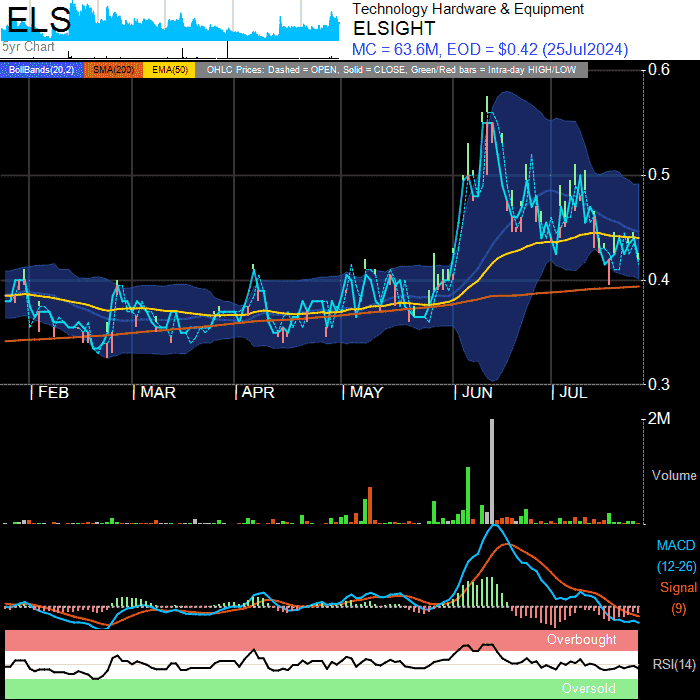 ELS
5yr Chart
Technology Hardware & Equipment
ELSIGHT
MC = 63.6M, EOD = $0.42 (25Jul2024)
BollBands(20,2) SMA(200) EMA(50) OHLC Prices: Dashed = OPEN, Solid = CLOSE, Green/Red bars = Intra-day HIGH/LOW
0.6
0.5
0.4
0.3
FEB MAR APR MAY JUN JUL
2M
Volume
MACD
(12-26)
Signal
(9)
Overbought
RSI(14)
Oversold